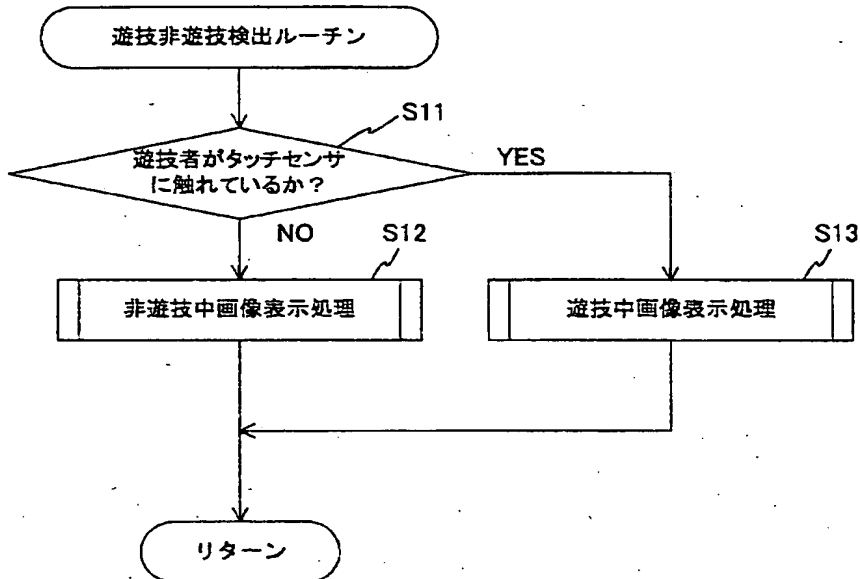 遊技非遊技検出ルーチン
S11
遊技者がタッチセンサ
に触れているか？
YES
NO
S12
S13
非遊技中画像表示処理
遊技中画像表示処理
リターン